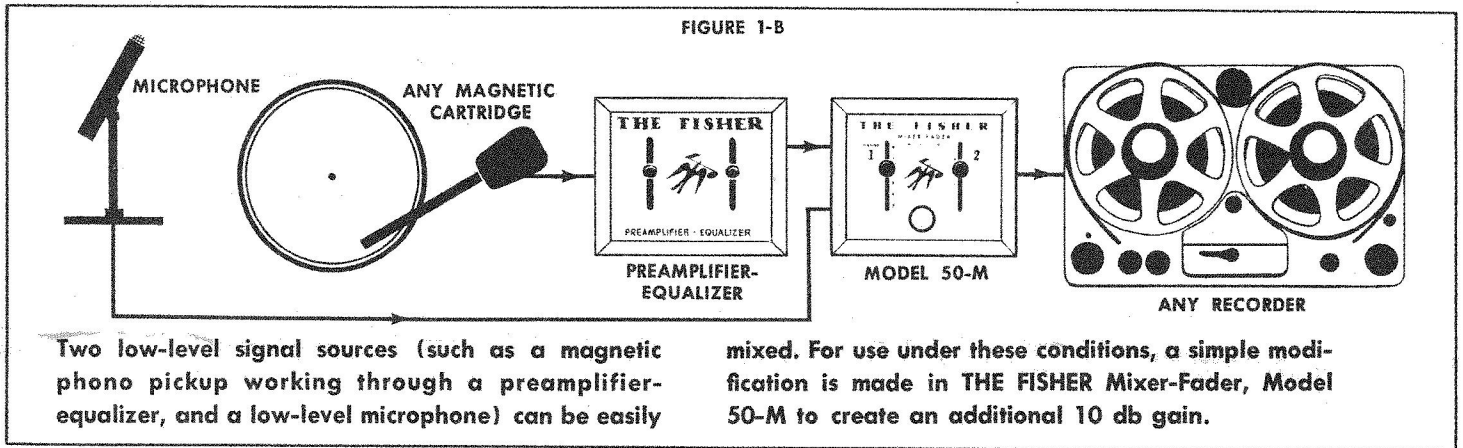 FIGURE 1-B
MICROPHONE
ANY MAGNETIC
CARTRIDGE
THE FISHER
PREAMPLIFIER · EQUALIZER
PREAMPLIFIER-
EQUALIZER
THE FISHER
MIXER-FADER
1
2
MODEL 50-M
ANY RECORDER
Two low-level signal sources (such as a magnetic
phono pickup working through a preamplifier-
equalizer, and a low-level microphone) can be easily
mixed. For use under these conditions, a simple modi-
fication is made in THE FISHER Mixer-Fader, Model
50-M to create an additional 10 db gain.